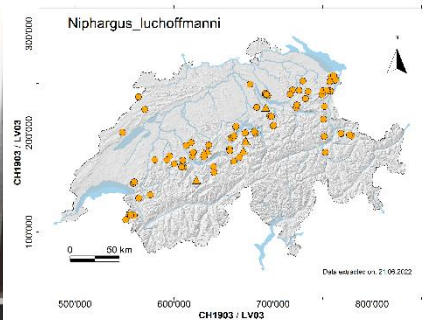 Niphargus_luchoffmanni
300'000
200'000
100'000
CH1903 / LV03
0 50 km
Data extracted on: 21.06.2022
500'000 600'000 700'000 800'000
CH1903 / LV03